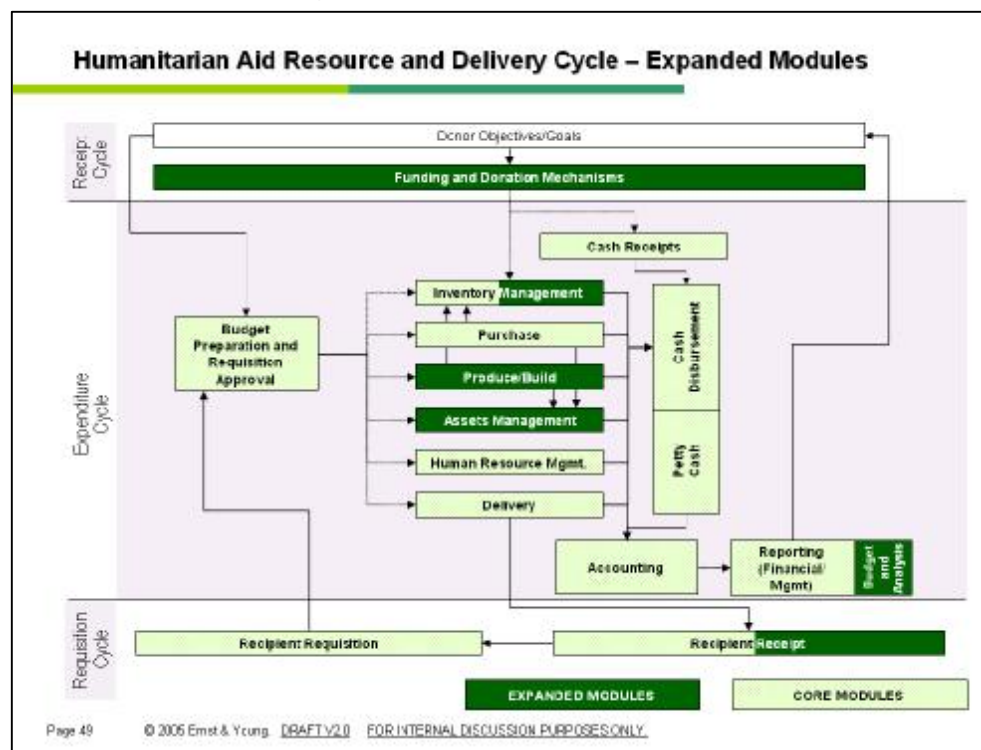 Humanitarian Aid Resource and Delivery Cycle – Expanded Modules
Receipt
Cycle
Donor Objectives/Goals
Funding and Donation Mechanisms
Cash Receipts
Inventory Management
Purchase
Produce/Build
Assets Management
Human Resource Mgmt.
Delivery
Budget
Preparation and
Requisition
Approval
Expenditure
Cycle
Cash
Disbursement
Petty
Cash
Accounting
Reporting
(Financial/
Mgmt)
Budget
and
Analysis
Requisition
Cycle
Recipient Requisition
Recipient Receipt
EXPANDED MODULES
CORE MODULES
Page 49
© 2005 Ernst & Young. DRAFT V2.0 FOR INTERNAL DISCUSSION PURPOSES ONLY.